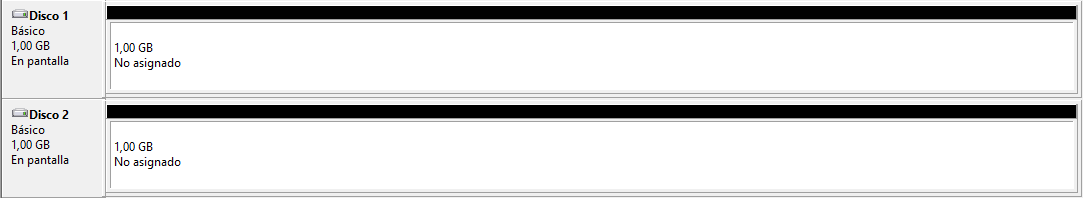 Disco 1
Básico
1,00 GB
En pantalla
1,00 GB
No asignado
Disco 2
Básico
1,00 GB
En pantalla
1,00 GB
No asignado